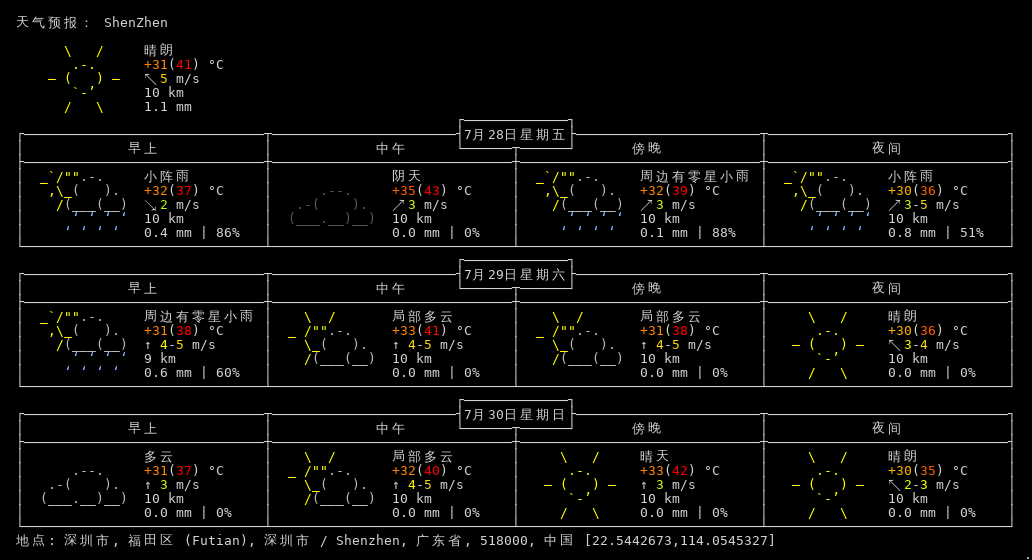 天气预报： ShenZhen
晴朗
+31(41) °C
↖5 m/s
10 km
1.1 mm
7月28日星期五
早上 中午 傍晚 夜间
小阵雨 阴天 周边有零星小雨 小阵雨
+32(37) °C +35(43) °C +32(39) °C +30(36) °C
↘2 m/s ↗3 m/s ↗3 m/s ↗3-5 m/s
10 km 10 km 10 km 10 km
0.4 mm | 86% 0.0 mm | 0% 0.1 mm | 88% 0.8 mm | 51%
7月29日星期六
早上 中午 傍晚 夜间
周边有零星小雨 局部多云 局部多云 晴朗
+31(38) °C +33(41) °C +31(38) °C +30(36) °C
↑ 4-5 m/s ↑ 4-5 m/s ↑ 4-5 m/s ↖3-4 m/s
9 km 10 km 10 km 10 km
0.6 mm | 60% 0.0 mm | 0% 0.0 mm | 0% 0.0 mm | 0%
7月30日星期日
早上 中午 傍晚 夜间
多云 局部多云 晴天 晴朗
+31(37) °C +32(40) °C +33(42) °C +30(35) °C
↑ 3 m/s ↑ 4-5 m/s ↑ 3 m/s ↖2-3 m/s
10 km 10 km 10 km 10 km
0.0 mm | 0% 0.0 mm | 0% 0.0 mm | 0% 0.0 mm | 0%
地点: 深圳市, 福田区 (Futian), 深圳市 / Shenzhen, 广东省, 518000, 中国 [22.5442673,114.0545327]